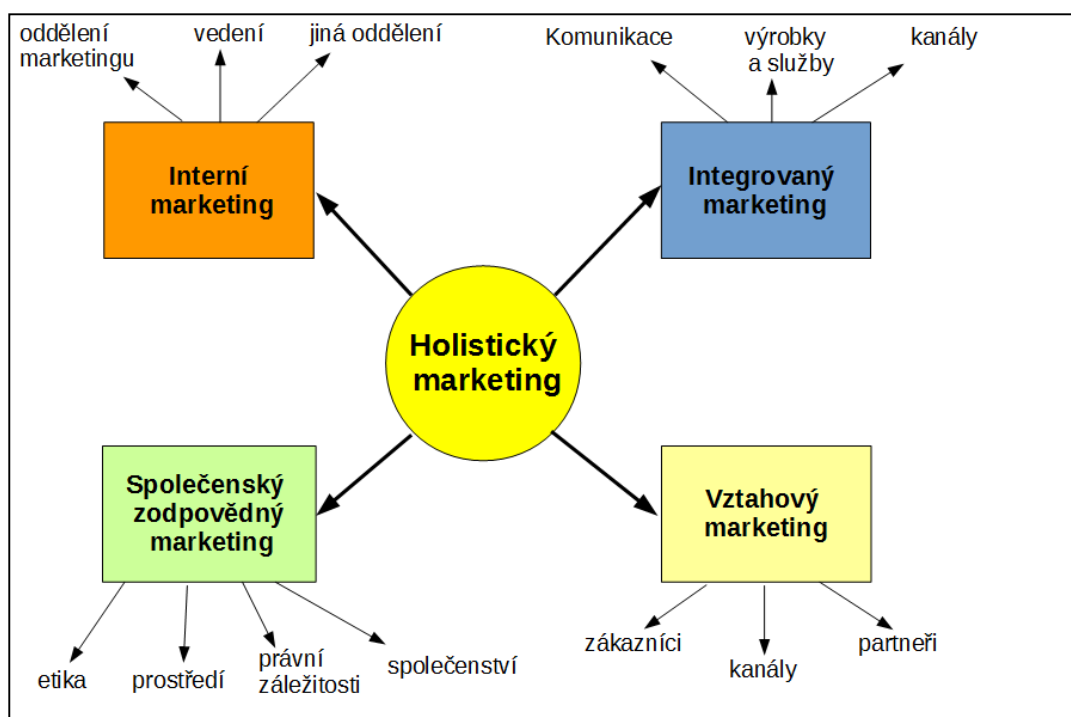 oddělení
marketingu
vedení
jiná oddělení
Komunikace
výrobky
a služby
kanály
Interní
marketing
Integrovaný
marketing
Holistický
marketing
Společenský
zodpovědný
marketing
Vztahový
marketing
etika
prostředí
právní
záležitosti
společenství
zákazníci
kanály
partneři